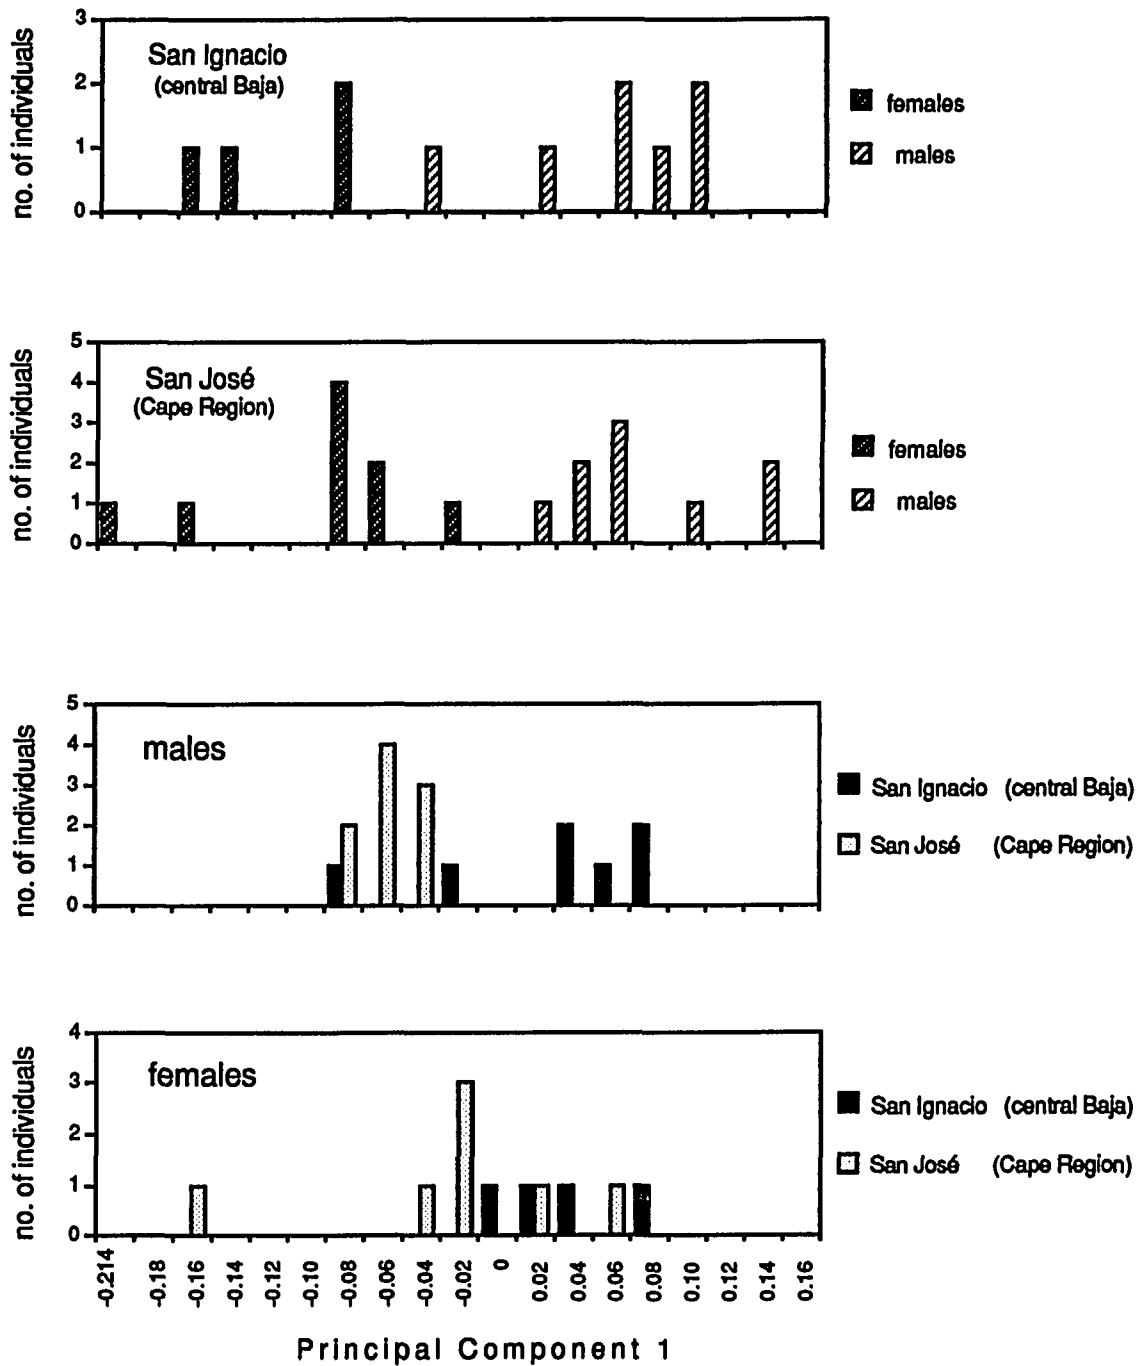 3
2
1
0
no. of individuals
San Ignacio
(central Baja)
females
males
5
4
3
2
1
0
no. of individuals
San José
(Cape Region)
females
males
5
4
3
2
1
0
no. of individuals
males
San Ignacio (central Baja)
San José (Cape Region)
4
3
2
1
0
no. of individuals
females
San Ignacio (central Baja)
San José (Cape Region)
-0.214 -0.18 -0.16 -0.14 -0.12 -0.10 -0.08 -0.06 -0.04 -0.02 0 0.02 0.04 0.06 0.08 0.10 0.12 0.14 0.16
Principal Component 1